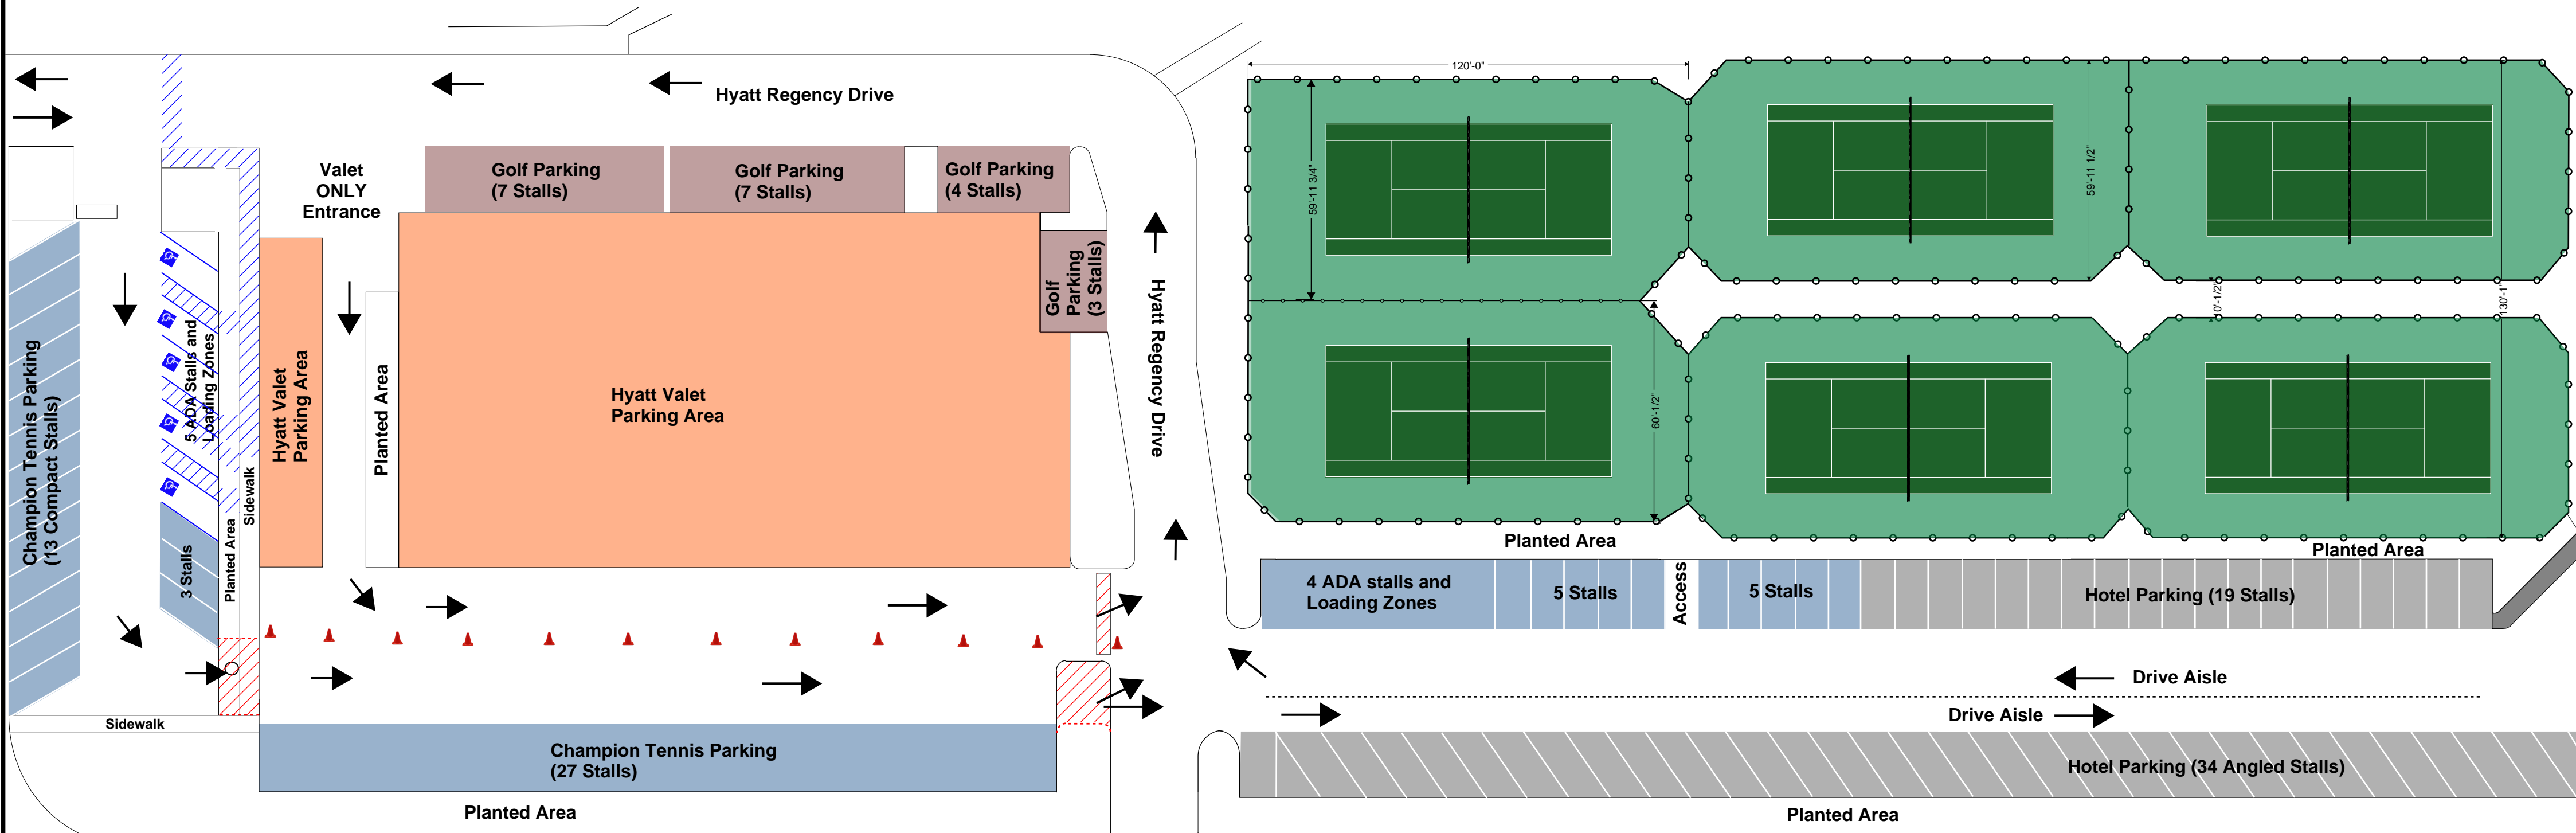 120'-0"
Hyatt Regency Drive
Valet
ONLY
Entrance
Golf Parking
(7 Stalls)
Golf Parking
(7 Stalls)
Golf Parking
(4 Stalls)
Golf
Parking
(3 Stalls)
59'-11 3/4"
59'-11 1/2"
10'-1/2"
130'-1"
60'-1/2"
Hyatt Regency Drive
Champion Tennis Parking
(13 Compact Stalls)
5 ADA Stalls and
Loading Zones
3 Stalls
Planted Area
Sidewalk
Hyatt Valet
Parking Area
Planted Area
Hyatt Valet
Parking Area
Planted Area
Planted Area
4 ADA stalls and
Loading Zones
5 Stalls
Access
5 Stalls
Hotel Parking (19 Stalls)
Drive Aisle
Drive Aisle
Sidewalk
Champion Tennis Parking
(27 Stalls)
Hotel Parking (34 Angled Stalls)
Planted Area
Planted Area